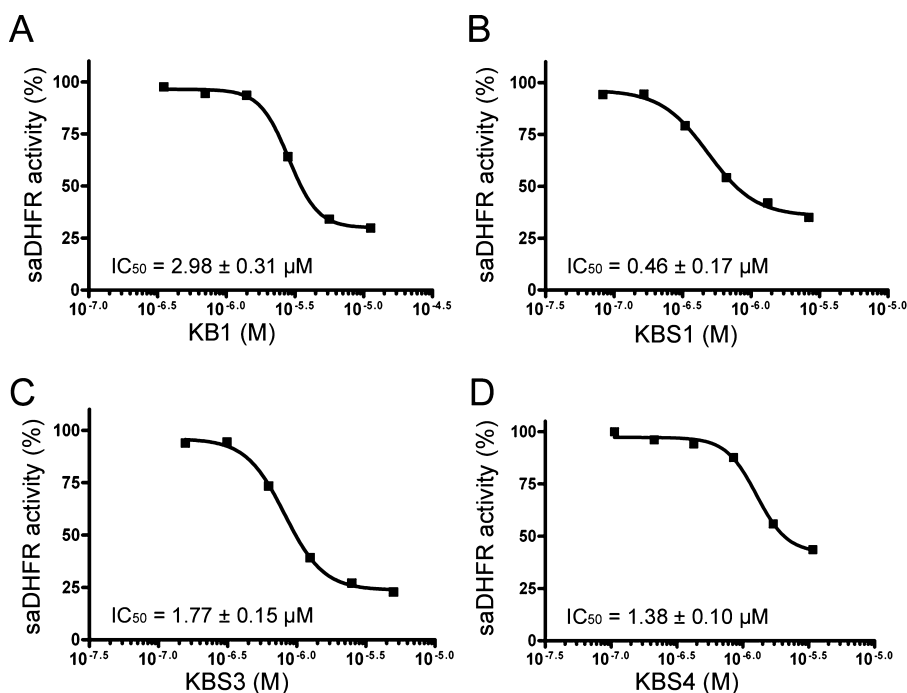 A
saDHFR activity (%)
100
75
50
25
0
IC50 = 2.98 ± 0.31 µM
10-7.0 10-6.5 10-6.0 10-5.5 10-5.0 10-4.5
KB1 (M)
B
saDHFR activity (%)
100
75
50
25
0
IC50 = 0.46 ± 0.17 µM
10-7.5 10-7.0 10-6.5 10-6.0 10-5.5 10-5.0
KBS1 (M)
C
saDHFR activity (%)
100
75
50
25
0
IC50 = 1.77 ± 0.15 µM
10-7.5 10-7.0 10-6.5 10-6.0 10-5.5 10-5.0
KBS3 (M)
D
saDHFR activity (%)
100
75
50
25
0
IC50 = 1.38 ± 0.10 µM
10-7.5 10-7.0 10-6.5 10-6.0 10-5.5 10-5.0
KBS4 (M)